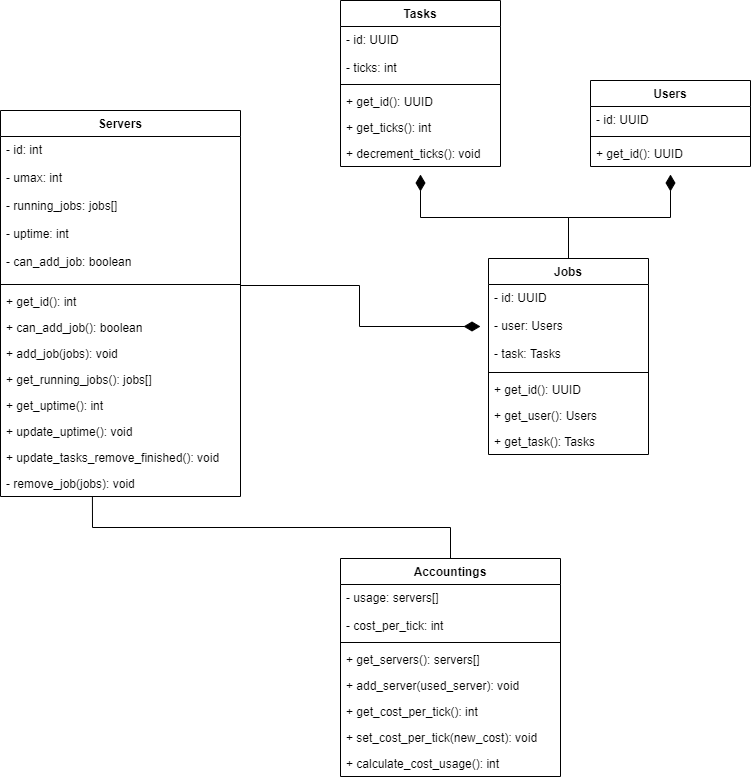 Tasks
- id: UUID
- ticks: int
+ get_id(): UUID
+ get_ticks(): int
+ decrement_ticks(): void
Users
- id: UUID
+ get_id(): UUID
Servers
- id: int
- umax: int
- running_jobs: jobs[]
- uptime: int
- can_add_job: boolean
+ get_id(): int
+ can_add_job(): boolean
+ add_job(jobs): void
+ get_running_jobs(): jobs[]
+ get_uptime(): int
+ update_uptime(): void
+ update_tasks_remove_finished(): void
- remove_job(jobs): void
Jobs
- id: UUID
- user: Users
- task: Tasks
+ get_id(): UUID
+ get_user(): Users
+ get_task(): Tasks
Accountings
- usage: servers[]
- cost_per_tick: int
+ get_servers(): servers[]
+ add_server(used_server): void
+ get_cost_per_tick(): int
+ set_cost_per_tick(new_cost): void
+ calculate_cost_usage(): int